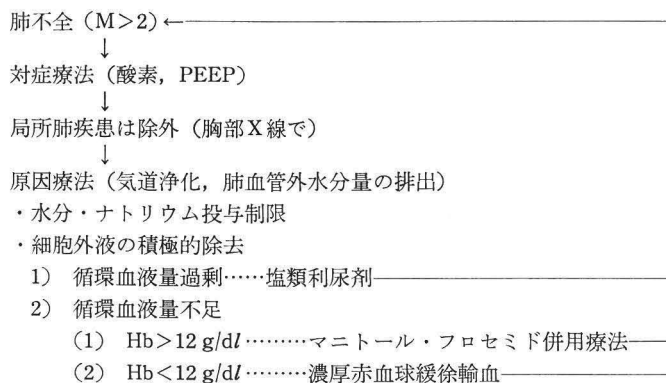 肺不全(M>2)←
↓
対症療法(酸素,PEEP)
↓
局所肺疾患は除外(胸部X線で)
↓
原因療法(気道浄化,肺血管外水分量の排出)
・水分・ナトリウム投与制限
・細胞外液の積極的除去
1) 循環血液量過剰……塩類利尿剤
2) 循環血液量不足
(1) Hb>12 g/dl………マニトール・フロセミド併用療法
(2) Hb<12 g/dl………濃厚赤血球緩徐輸血